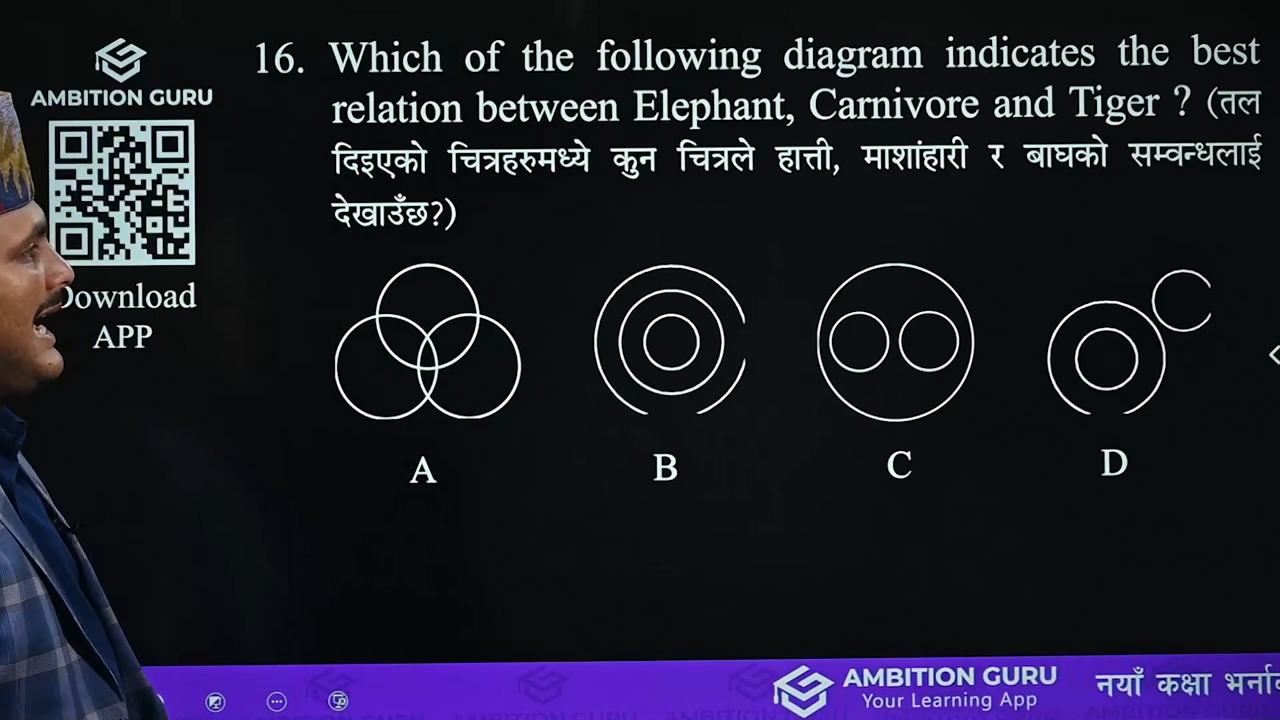 AMBITION GURU
Download
APP
16. Which of the following diagram indicates the best
relation between Elephant, Carnivore and Tiger ? (तल
दिइएको चित्रहरुमध्ये कुन चित्रले हात्ती, माशांहारी र बाघको सम्वन्धलाई
देखाउँछ?)
A
B
C
D
AMBITION GURU
Your Learning App
नयाँ कक्षा